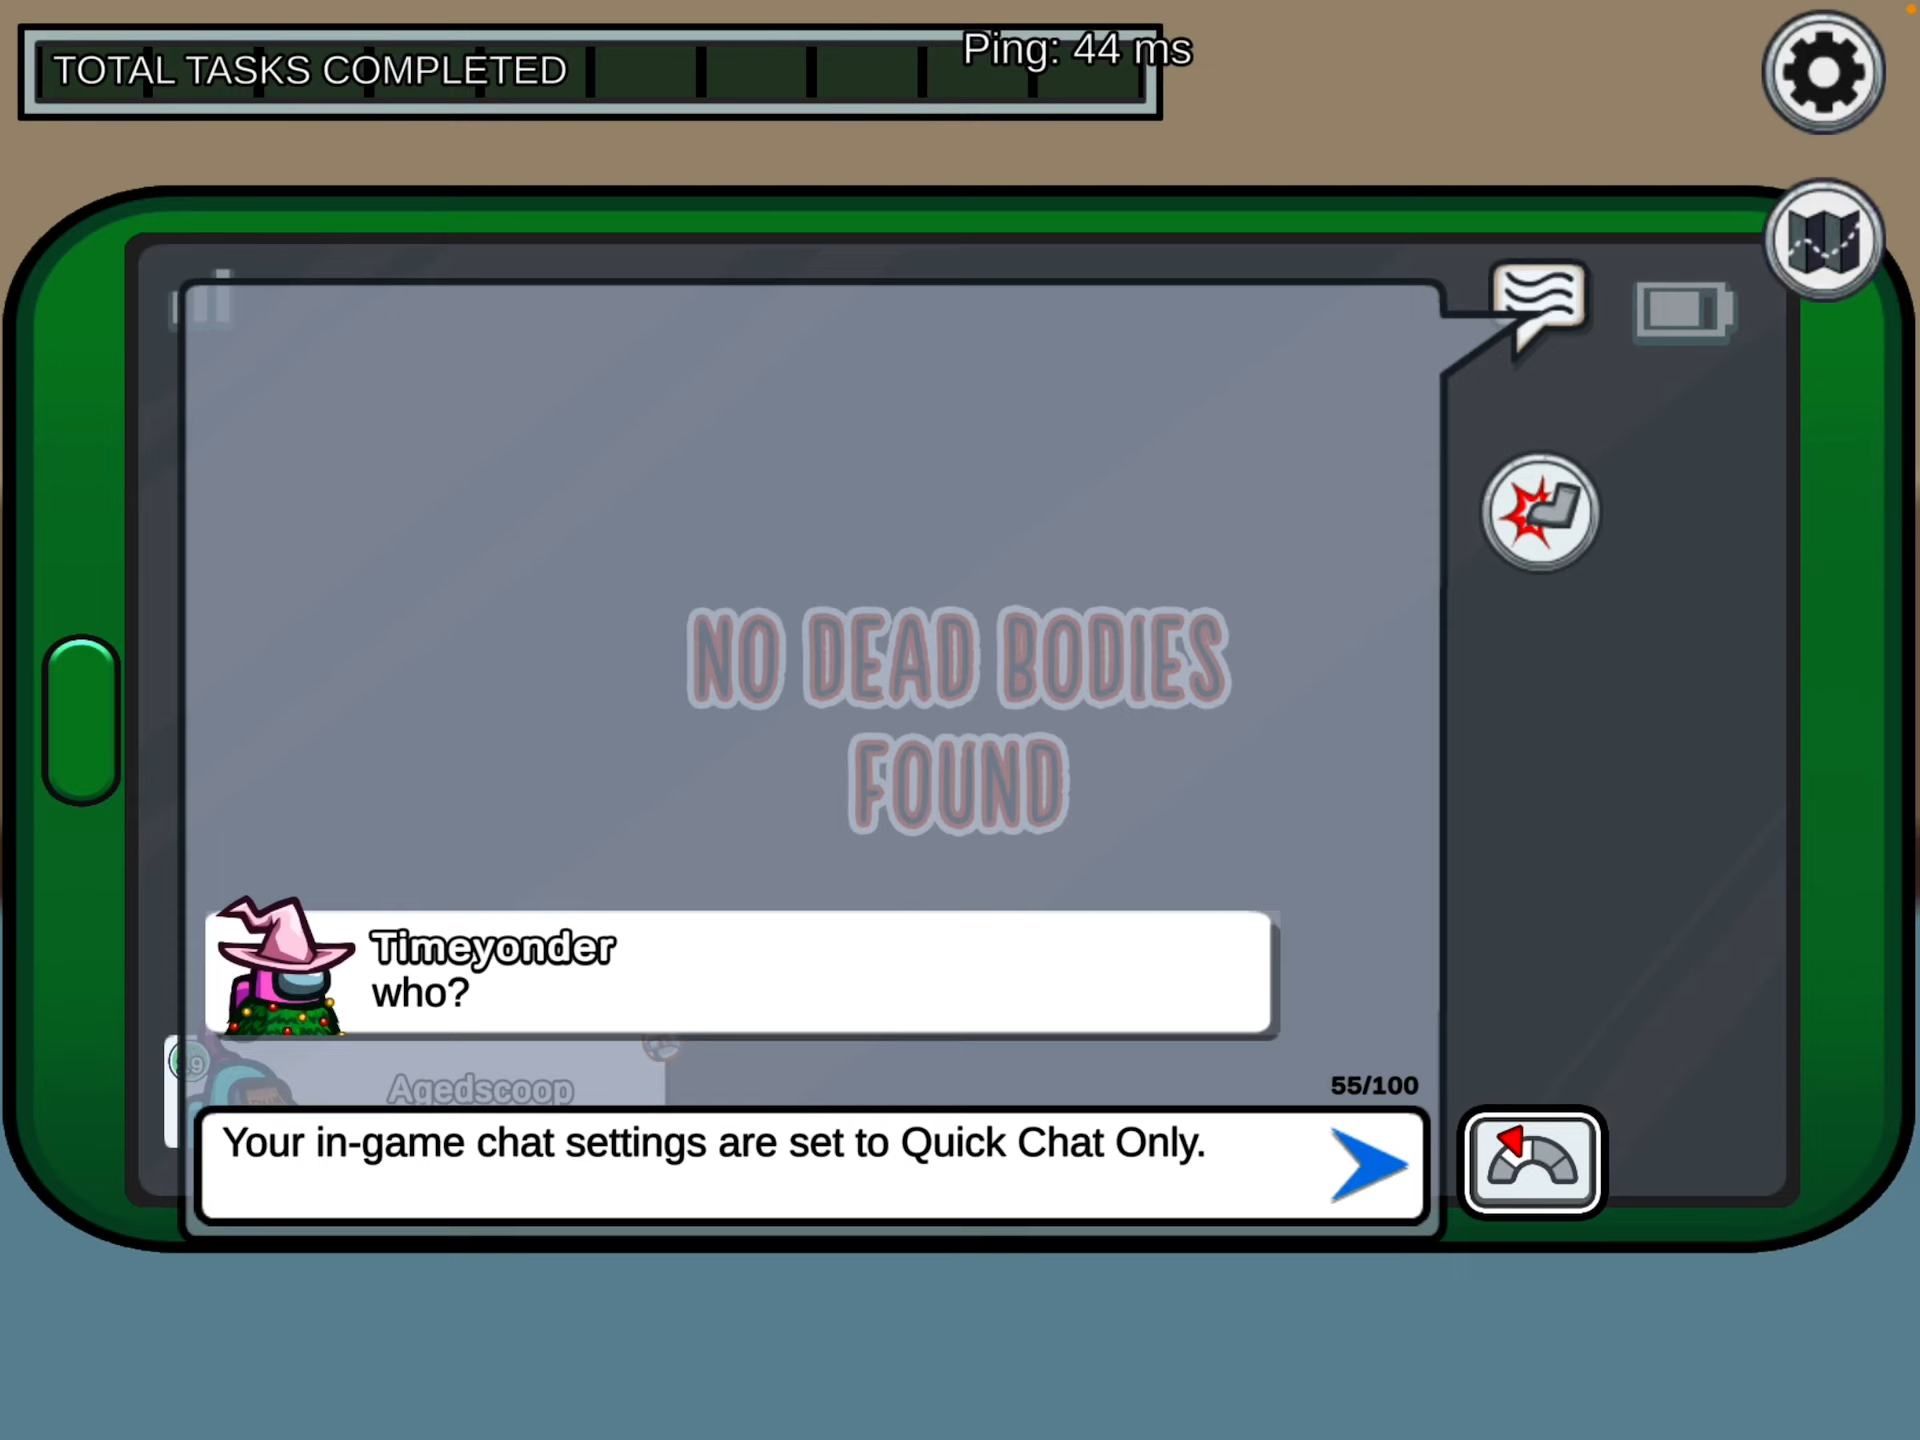 TOTAL TASKS COMPLETED
Ping: 44 ms
NO DEAD BODIES
FOUND
Timeyonder
who?
Agedscoop
55/100
Your in-game chat settings are set to Quick Chat Only.